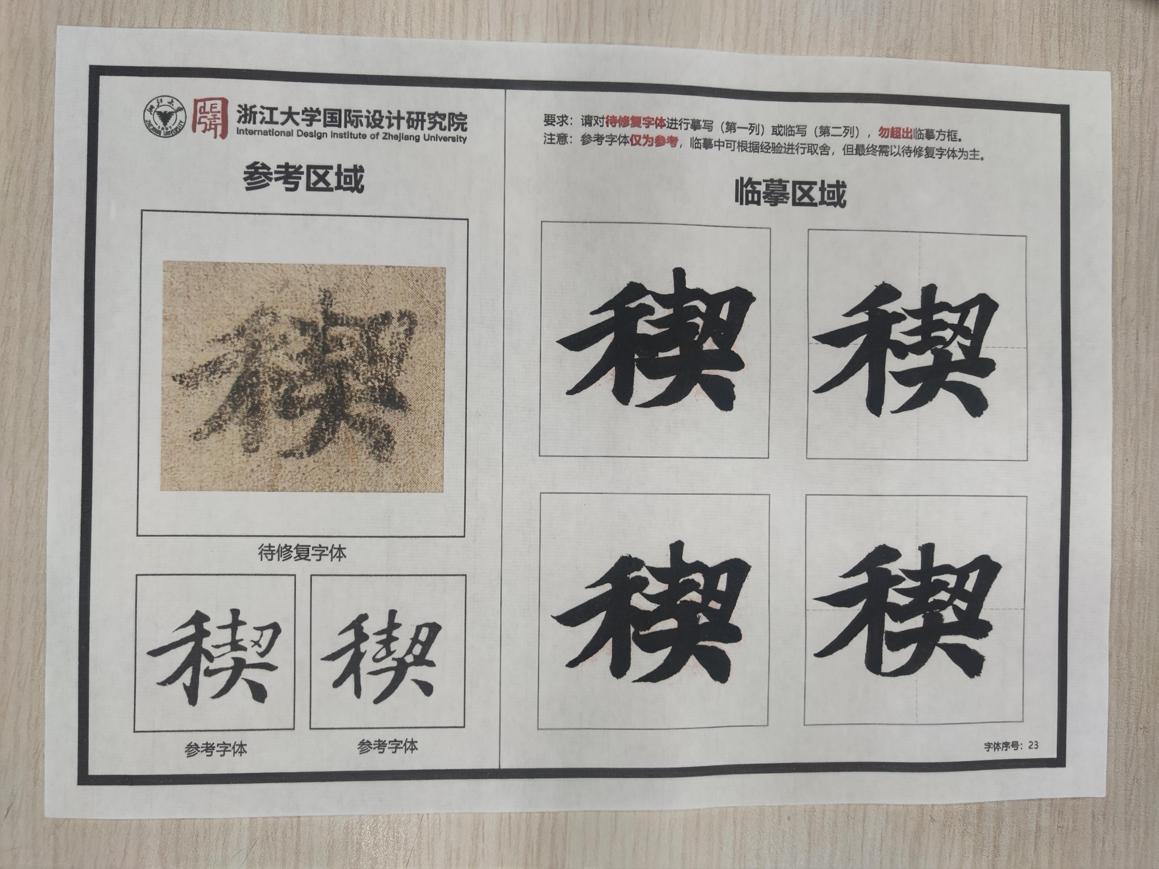 浙江大学国际设计研究院
International Design Institute of Zhejiang University
参考区域
待修复字体
稧
稧 稧
参考字体 参考字体
要求：请对待修复字体进行摹写（第一列）或临写（第二列），勿超出临摹方框。
注意：参考字体仅为参考，临摹中可根据经验进行取舍，但最终需以待修复字体为主。
临摹区域
稧 稧
稧 稧
字体序号：23